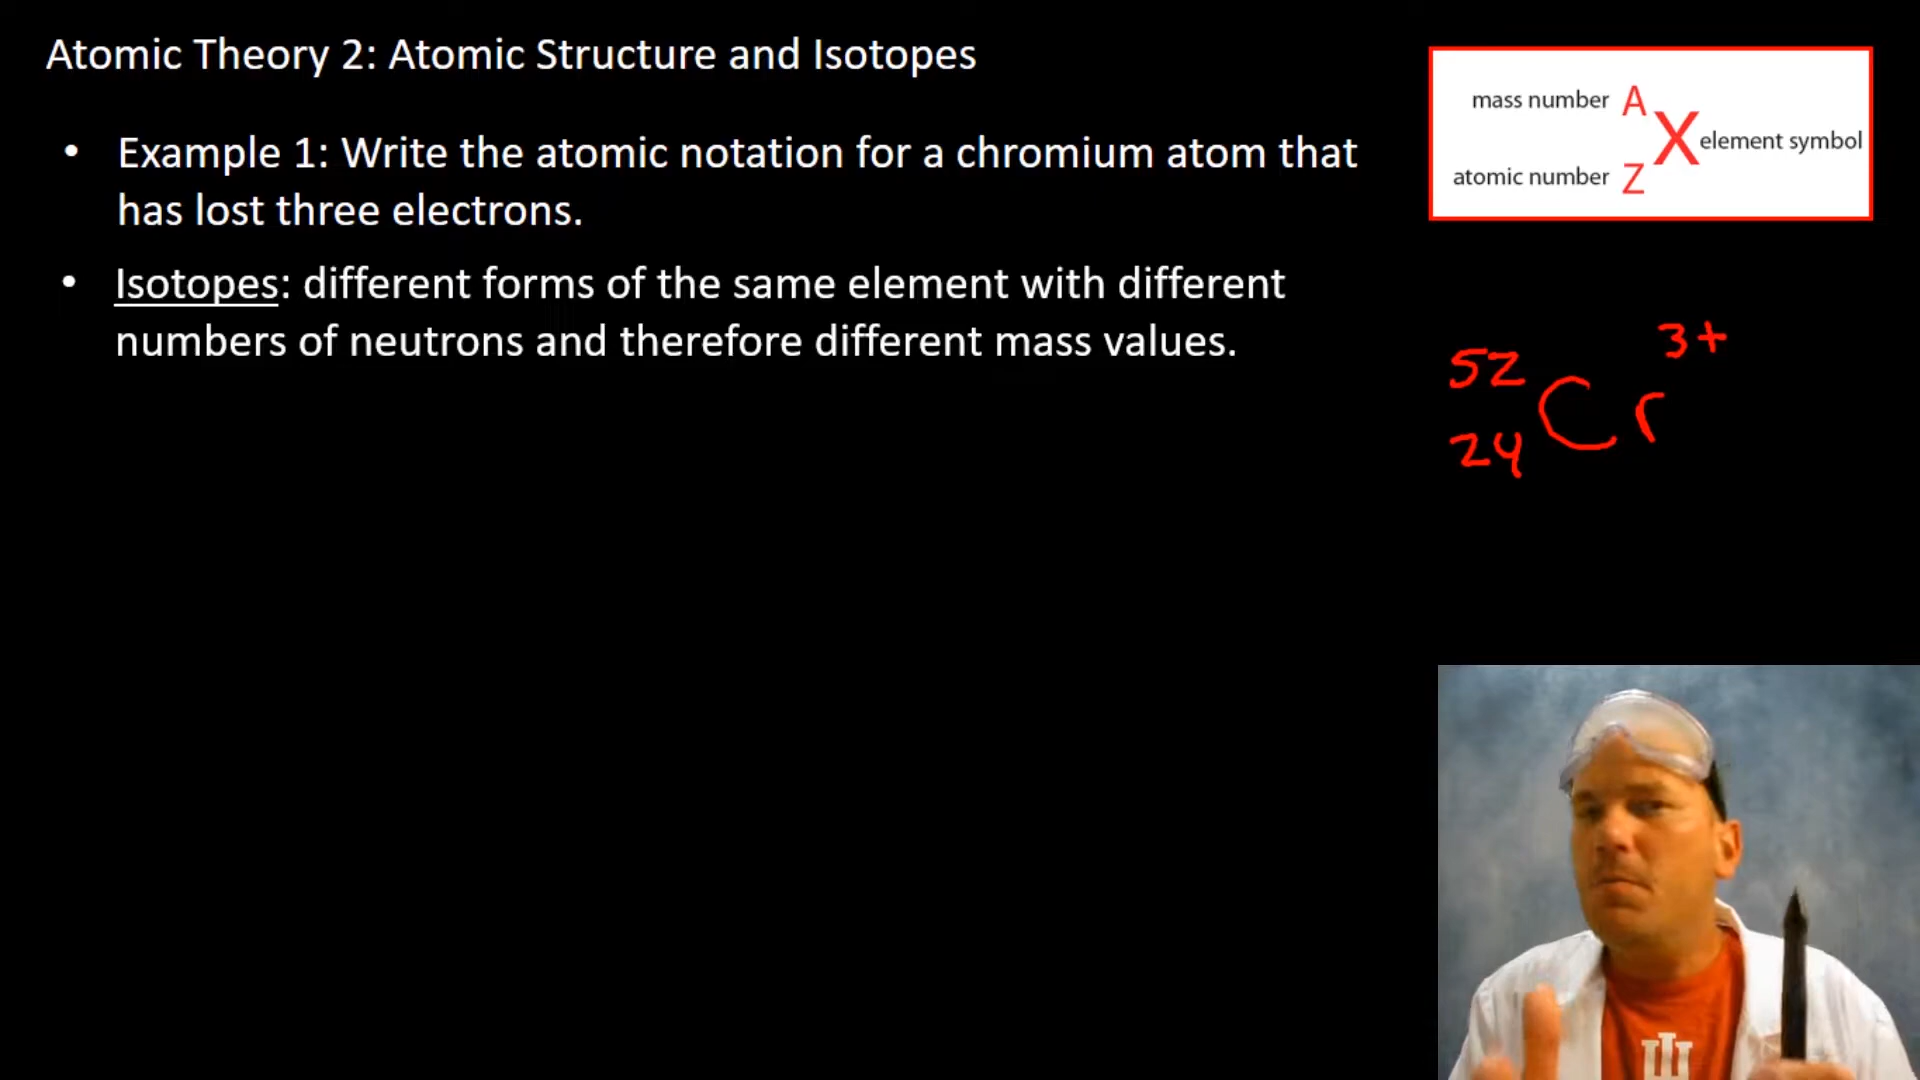 Atomic Theory 2: Atomic Structure and Isotopes
• Example 1: Write the atomic notation for a chromium atom that
has lost three electrons.
• Isotopes: different forms of the same element with different
numbers of neutrons and therefore different mass values.
mass number A
X element symbol
atomic number Z
3+
52
Cr
24